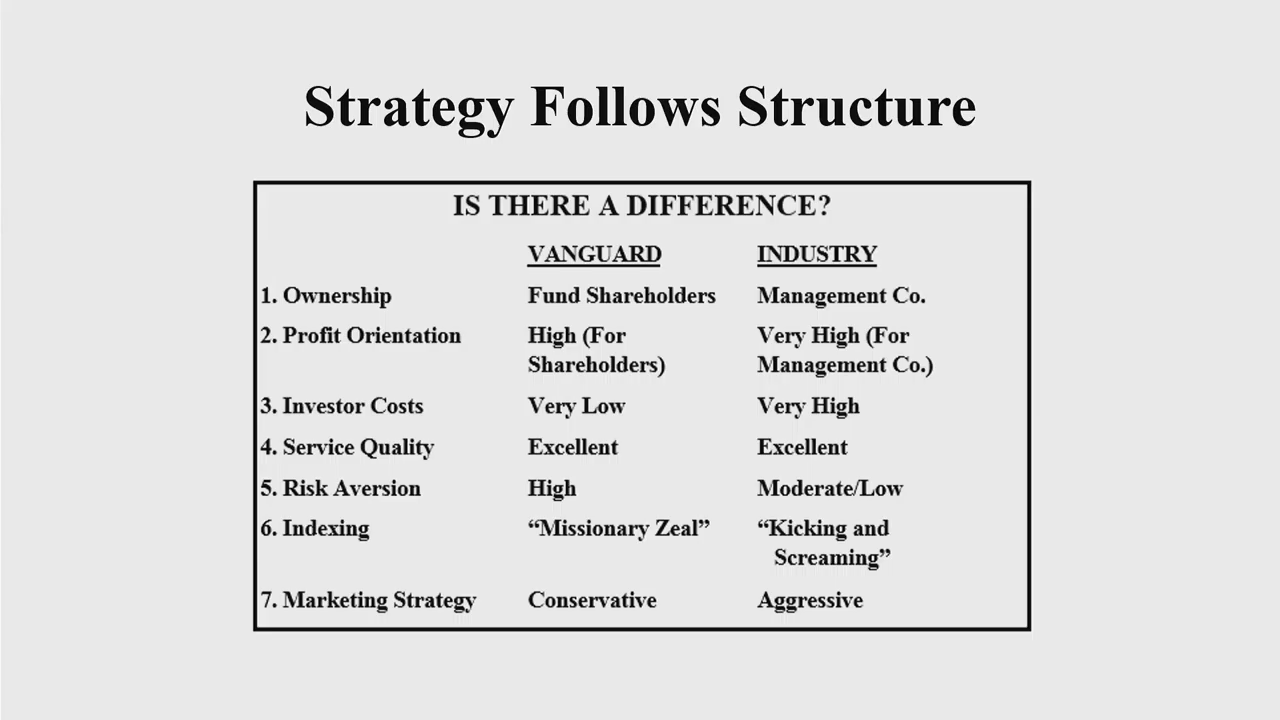 Strategy Follows Structure
IS THERE A DIFFERENCE?
VANGUARD INDUSTRY
1. Ownership Fund Shareholders Management Co.
2. Profit Orientation High (For Very High (For
Shareholders) Management Co.)
3. Investor Costs Very Low Very High
4. Service Quality Excellent Excellent
5. Risk Aversion High Moderate/Low
6. Indexing “Missionary Zeal” “Kicking and
Screaming”
7. Marketing Strategy Conservative Aggressive